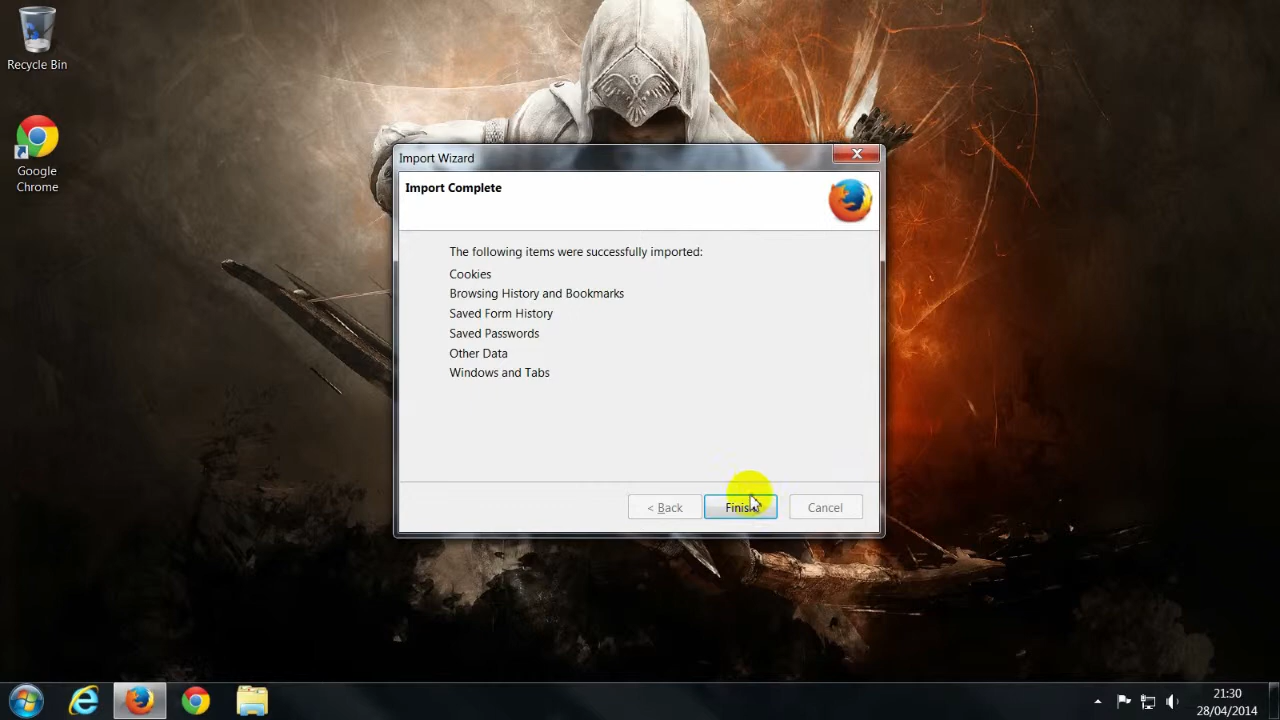 Recycle Bin
Google
Chrome
Import Wizard
Import Complete
The following items were successfully imported:
Cookies
Browsing History and Bookmarks
Saved Form History
Saved Passwords
Other Data
Windows and Tabs
< Back
Finish
Cancel
21:30
28/04/2014